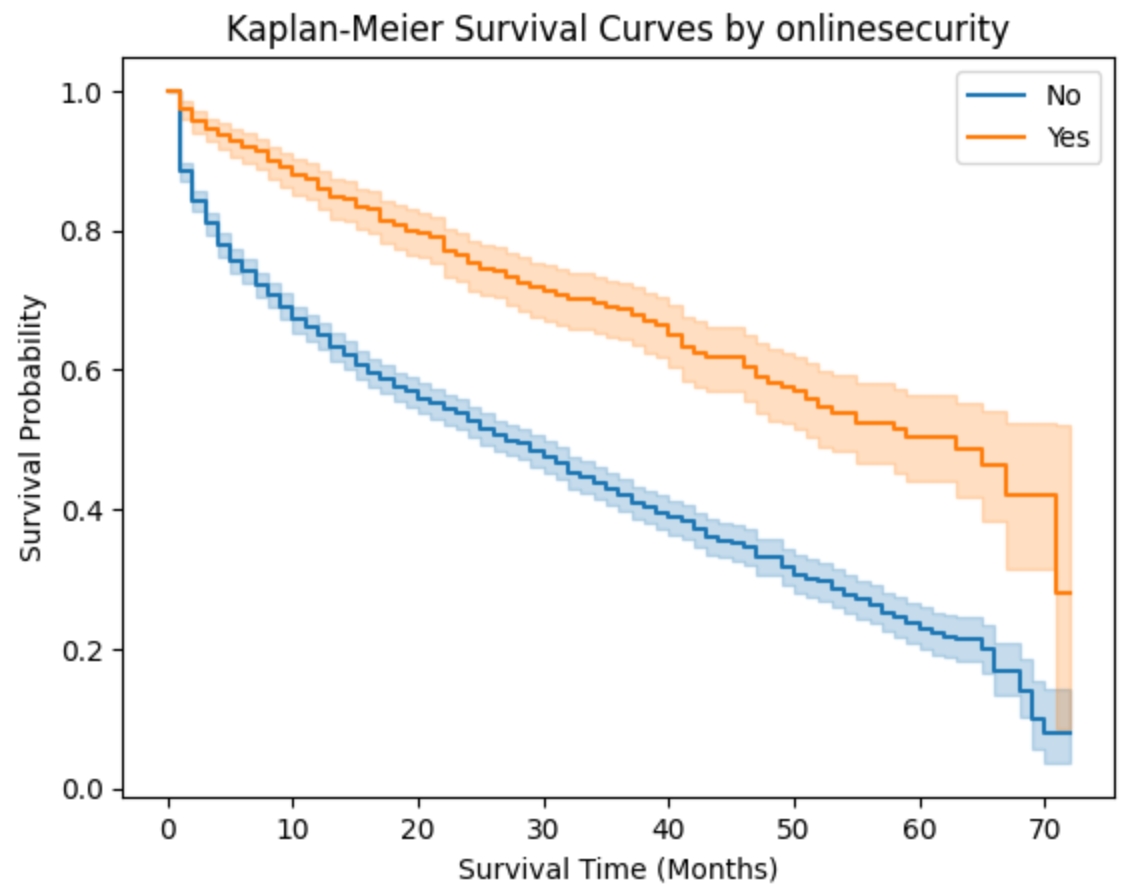 Kaplan-Meier Survival Curves by onlinesecurity
No
Yes
1.0
0.8
0.6
0.4
0.2
0.0
Survival Probability
0 10 20 30 40 50 60 70
Survival Time (Months)